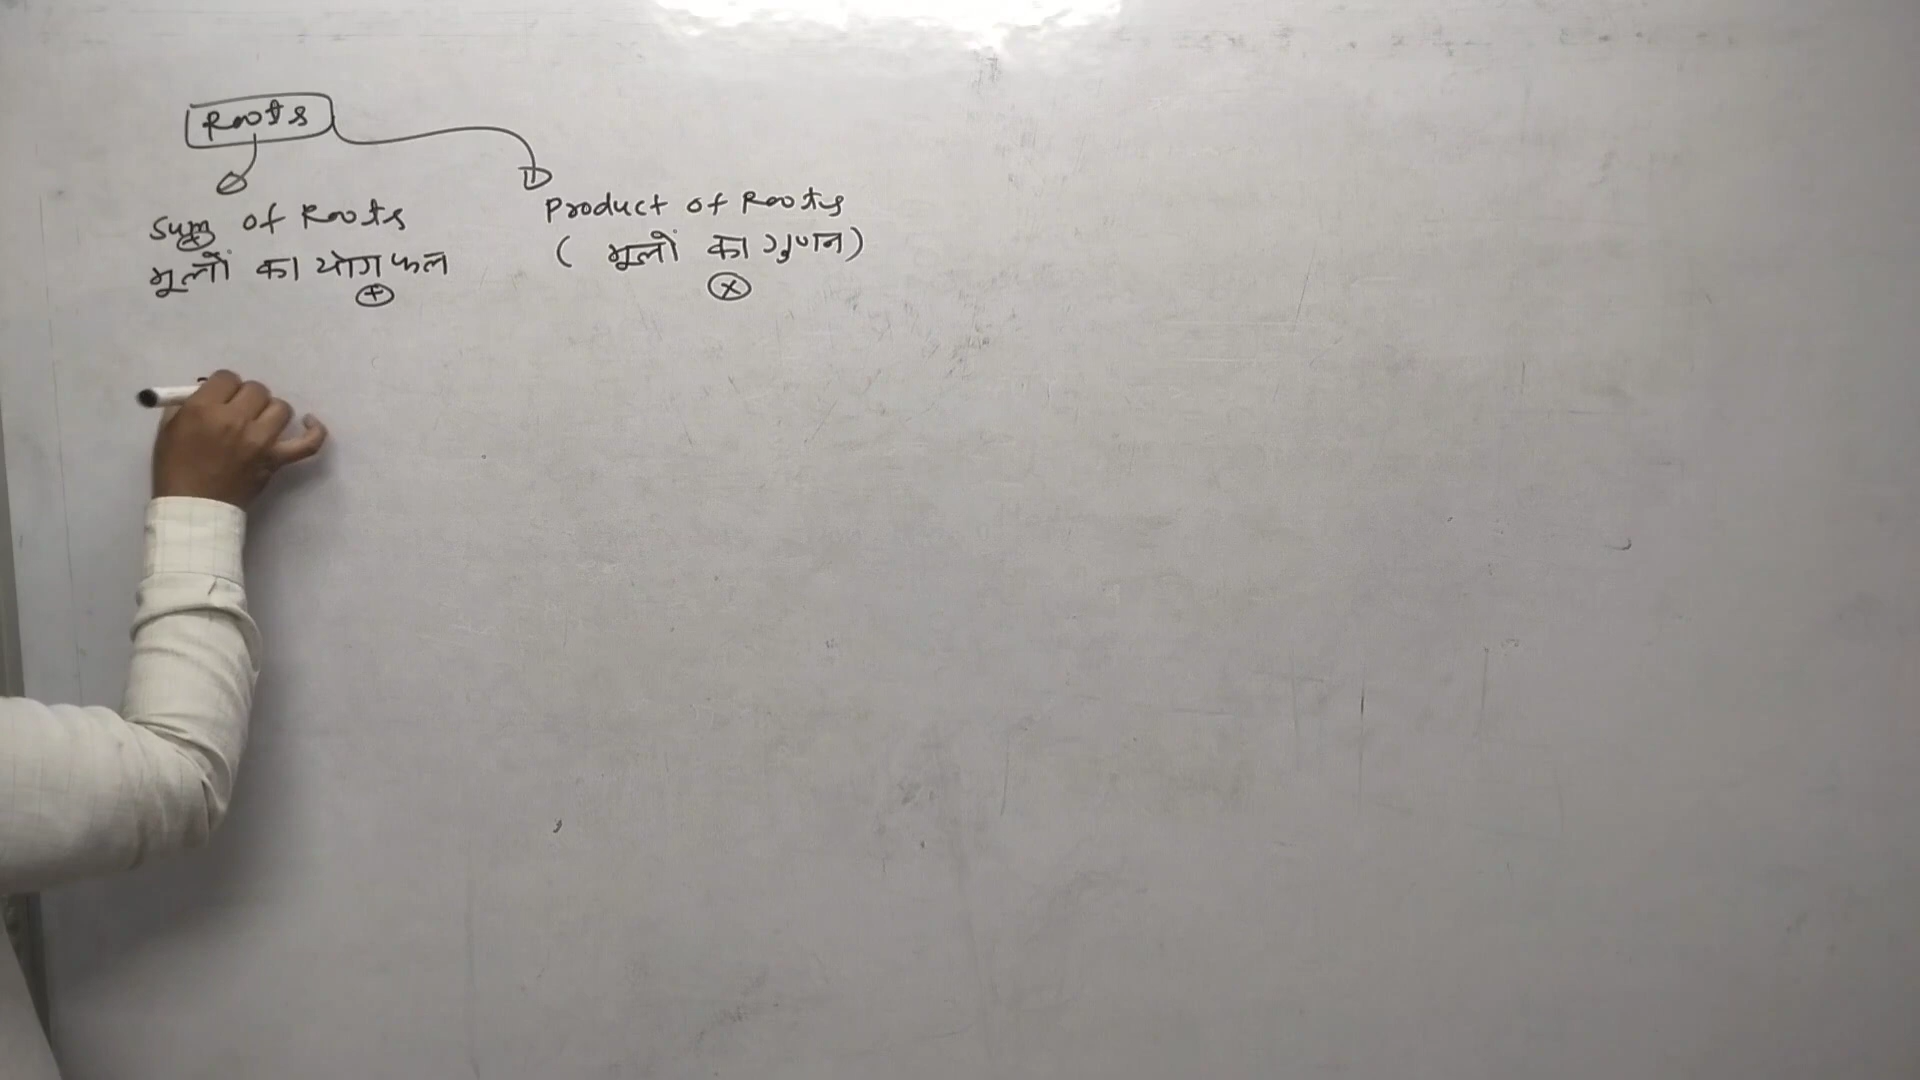 Roots
Sum of Roots
मूलों का योगफल
+
Product of Roots
( मूलों का गुणन )
×